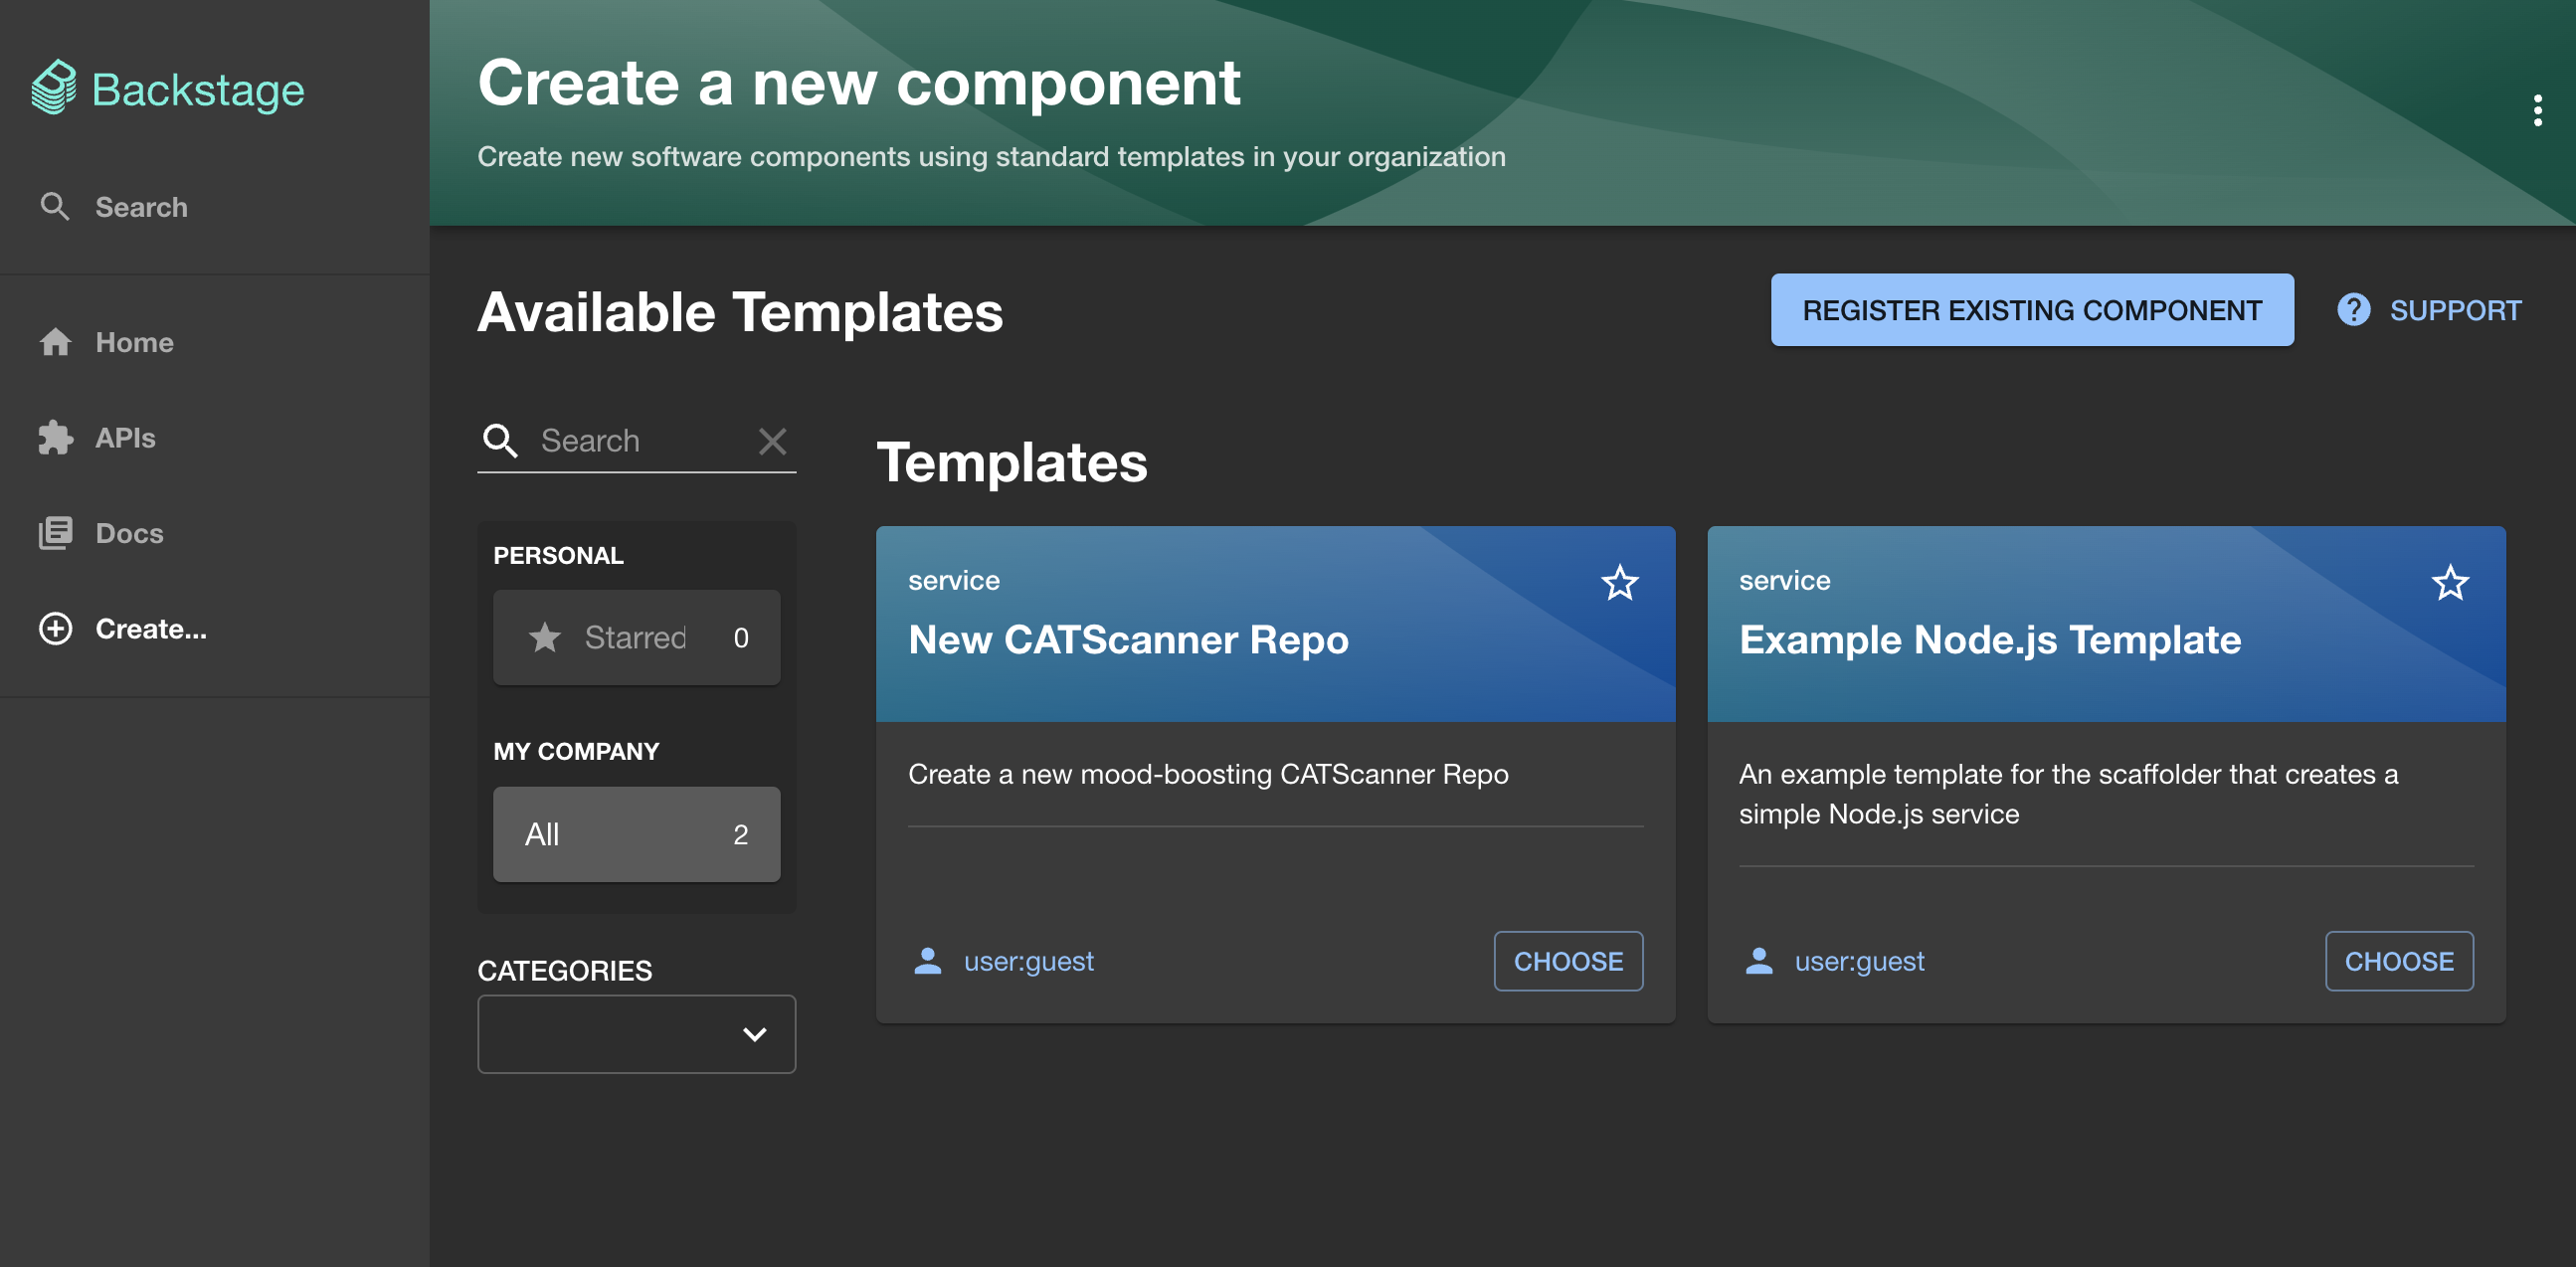 Backstage
Search
Home
APIs
Docs
Create...
Create a new component
Create new software components using standard templates in your organization
Available Templates
REGISTER EXISTING COMPONENT
SUPPORT
Search
PERSONAL
Starred 0
MY COMPANY
All 2
CATEGORIES
Templates
service
New CATScanner Repo
Create a new mood-boosting CATScanner Repo
user:guest
CHOOSE
service
Example Node.js Template
An example template for the scaffolder that creates a
simple Node.js service
user:guest
CHOOSE